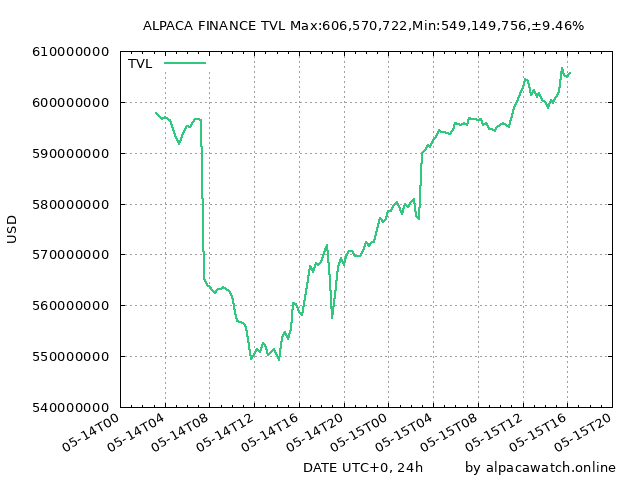 ALPACA FINANCE TVL Max:606,570,722,Min:549,149,756,±9.46%
TVL
610000000
600000000
590000000
580000000
570000000
560000000
550000000
540000000
USD
05-14T00
05-14T04
05-14T08
05-14T12
05-14T16
05-14T20
05-15T00
05-15T04
05-15T08
05-15T12
05-15T16
05-15T20
DATE UTC+0, 24h
by alpacawatch.online